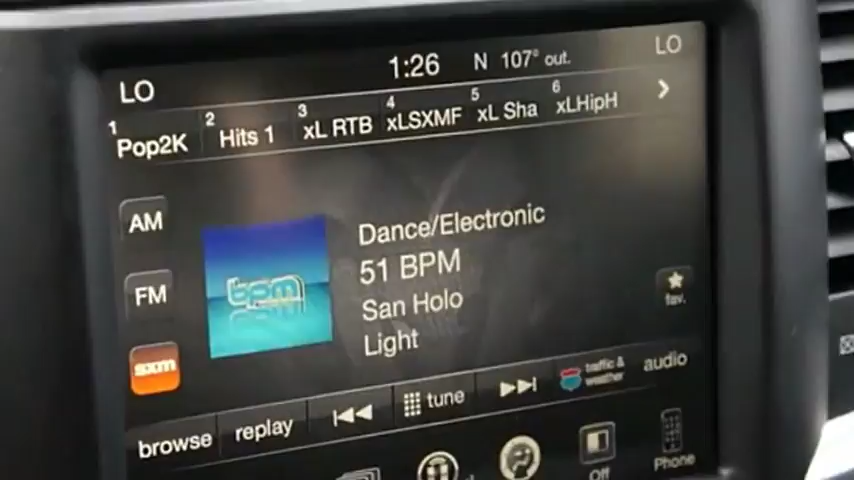 LO 1:26 N 107° out. LO
1 Pop2K 2 Hits 1 3 xL RTB 4 xLSXMF 5 xL Sha 6 xLHipH
AM
FM
sxm
bpm
Dance/Electronic
51 BPM
San Holo
Light
fav.
browse replay tune traffic & weather audio
Off Phone